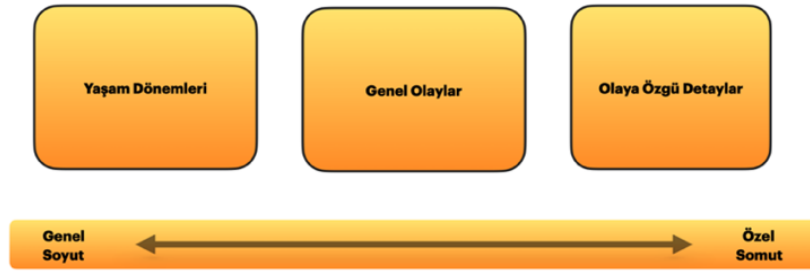 Yaşam Dönemleri
Genel Olaylar
Olaya Özgü Detaylar
Genel
Soyut
Özel
Somut